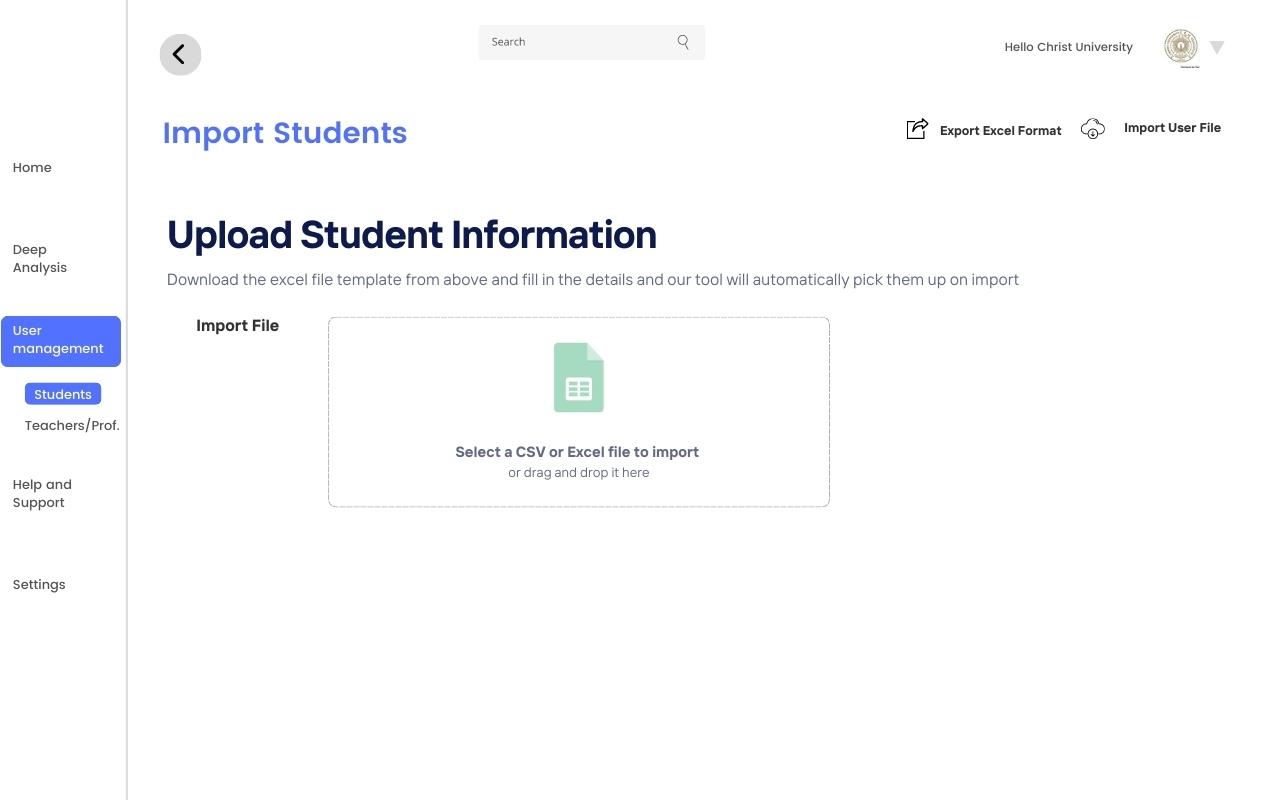 Search
Hello Christ University
Import Students
Export Excel Format
Import User File
Home
Deep
Analysis
User
management
Students
Teachers/Prof.
Help and
Support
Settings
Upload Student Information
Download the excel file template from above and fill in the details and our tool will automatically pick them up on import
Import File
Select a CSV or Excel file to import
or drag and drop it here